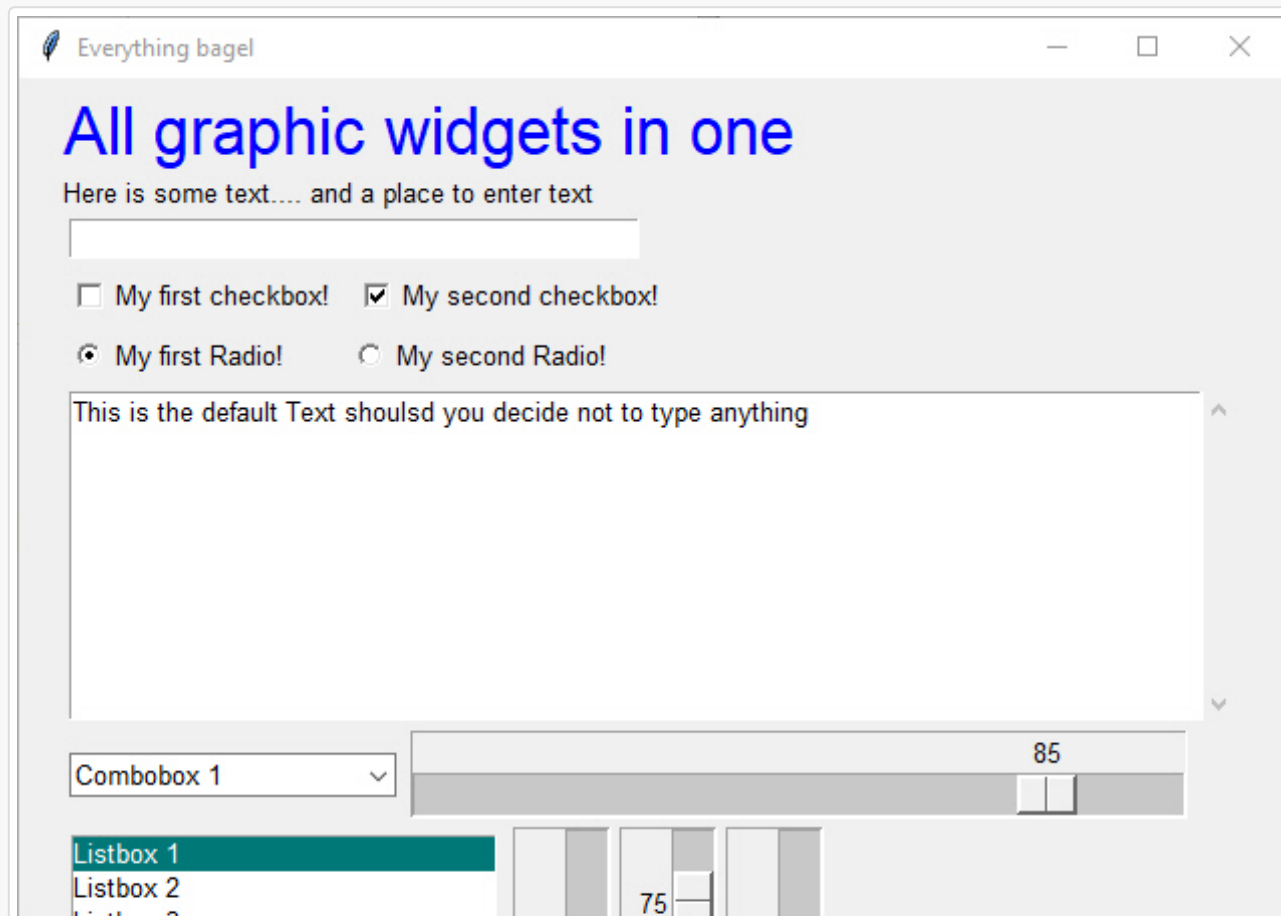 Everything bagel
All graphic widgets in one
Here is some text.... and a place to enter text
My first checkbox! My second checkbox!
My first Radio! My second Radio!
This is the default Text shoulsd you decide not to type anything
85
Combobox 1
Listbox 1
Listbox 2
75